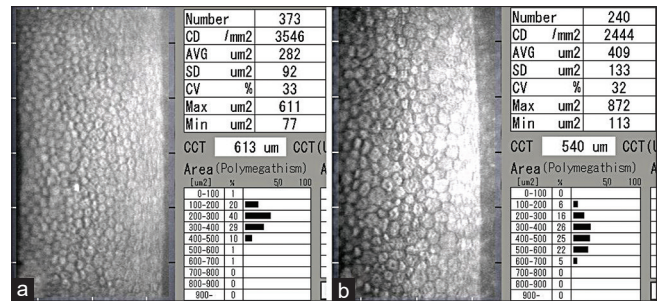 Number 373
CD /mm2 3546
AVG um2 282
SD um2 92
CV % 33
Max um2 611
Min um2 77
CCT 613 um CCT(U
Area(Polymegathism) A
[um2] % 50 100
0-100 1
100-200 20
200-300 40
300-400 29
400-500 10
500-600 1
600-700 1
700-800 0
800-900 0
900- 0
a
Number 240
CD /mm2 2444
AVG um2 409
SD um2 133
CV % 32
Max um2 872
Min um2 113
CCT 540 um CCT(
Area(Polymegathism) A
[um2] % 50 100
0-100 0
100-200 6
200-300 16
300-400 26
400-500 25
500-600 22
600-700 5
700-800 0
800-900 0
900- 0
b